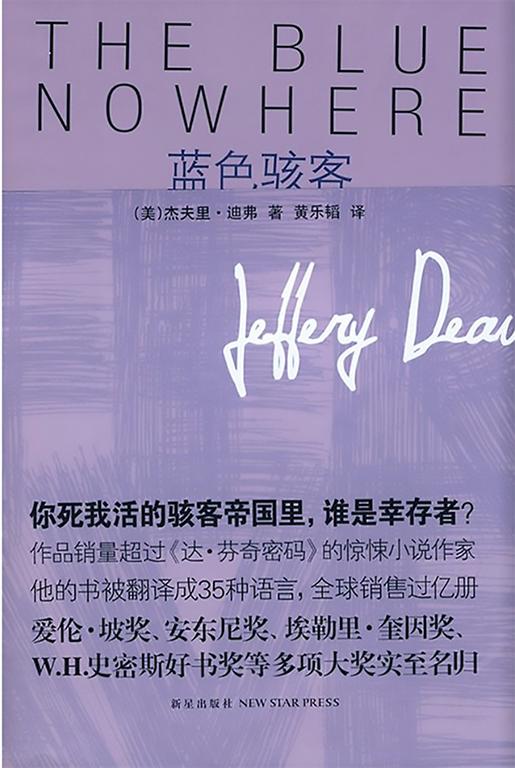 THE BLUE
NOWHERE
蓝色骇客
(美)杰夫里·迪弗 著 黄乐韬 译
Jeffery Deav
你死我活的骇客帝国里，谁是幸存者？
作品销量超过《达·芬奇密码》的惊悚小说作家
他的书被翻译成35种语言，全球销售过亿册
爱伦·坡奖、安东尼奖、埃勒里·奎因奖、
W.H.史密斯好书奖等多项大奖实至名归
新星出版社 NEW STAR PRESS